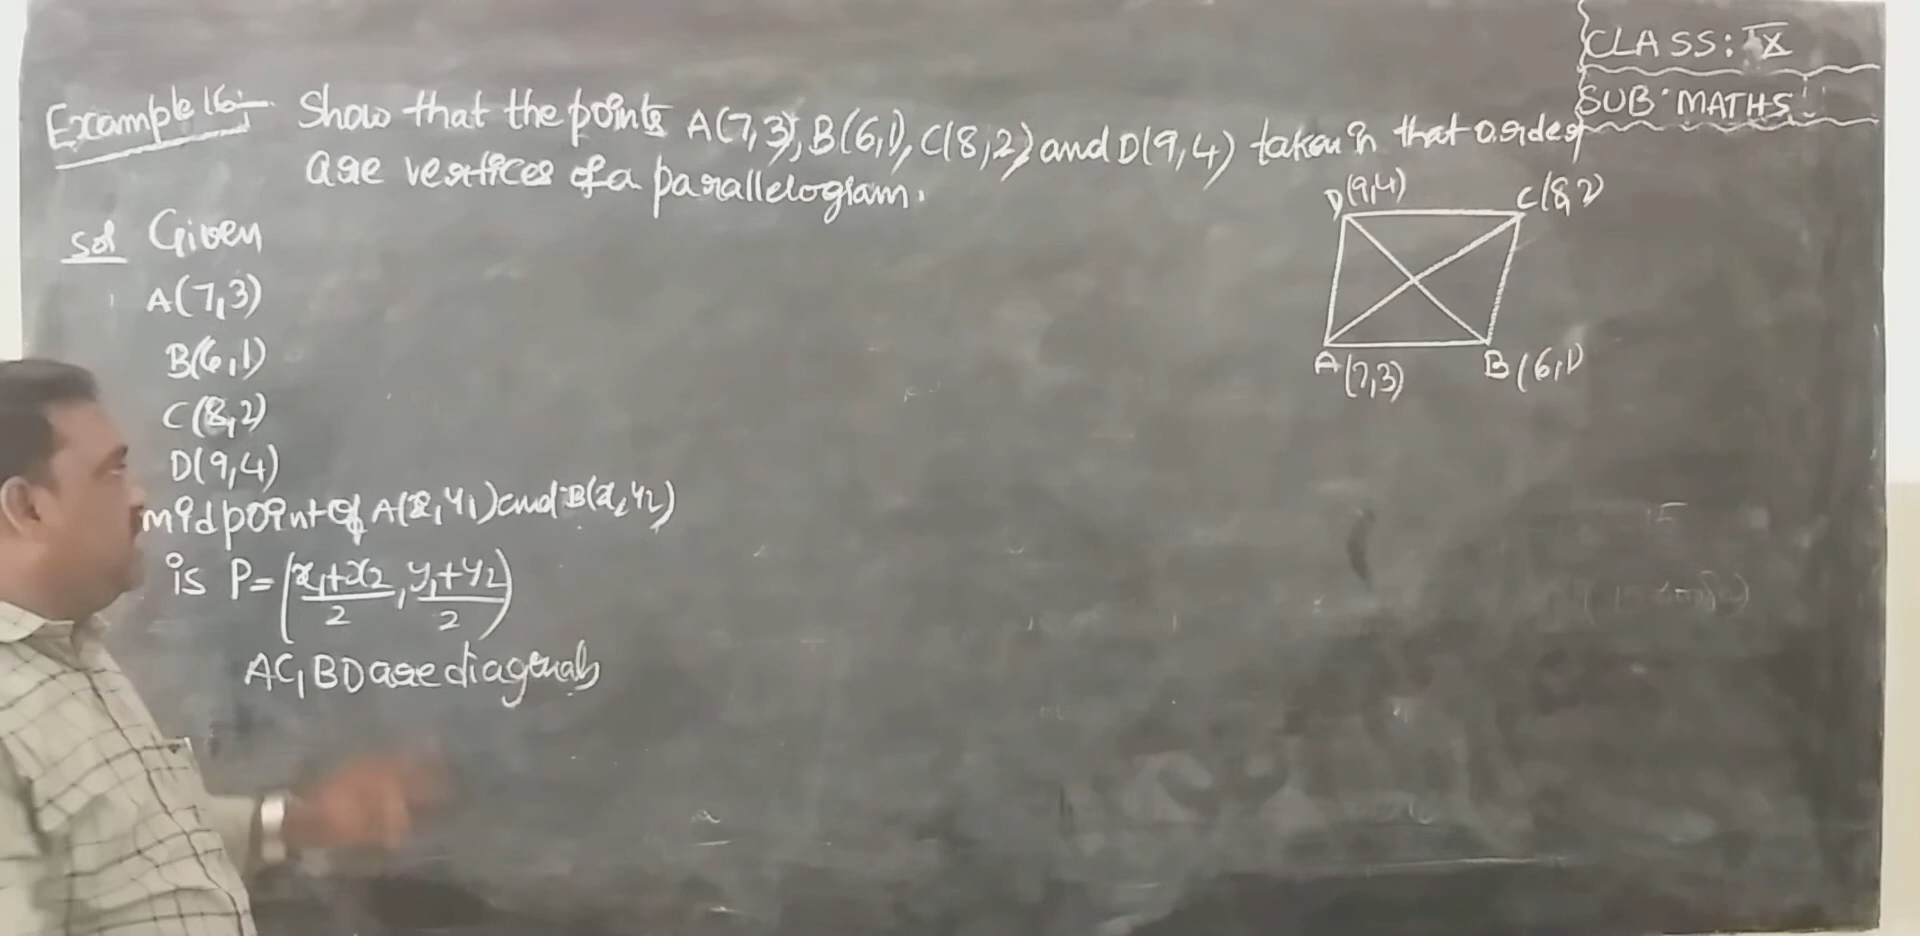 CLASS: IX
SUB: MATHS
Example 16:- Show that the points A(7,3), B(6,1), C(8,2) and D(9,4) taken in that order
are vertices of a parallelogram.
Sol Given
A(7,3)
B(6,1)
C(8,2)
D(9,4)
midpoint of A(x1,y1) and B(x2,y2)
is P=(x1+x2/2, y1+y2/2)
AC, BD are diagonals
D(9,4)
C(8,2)
A(7,3)
B(6,1)